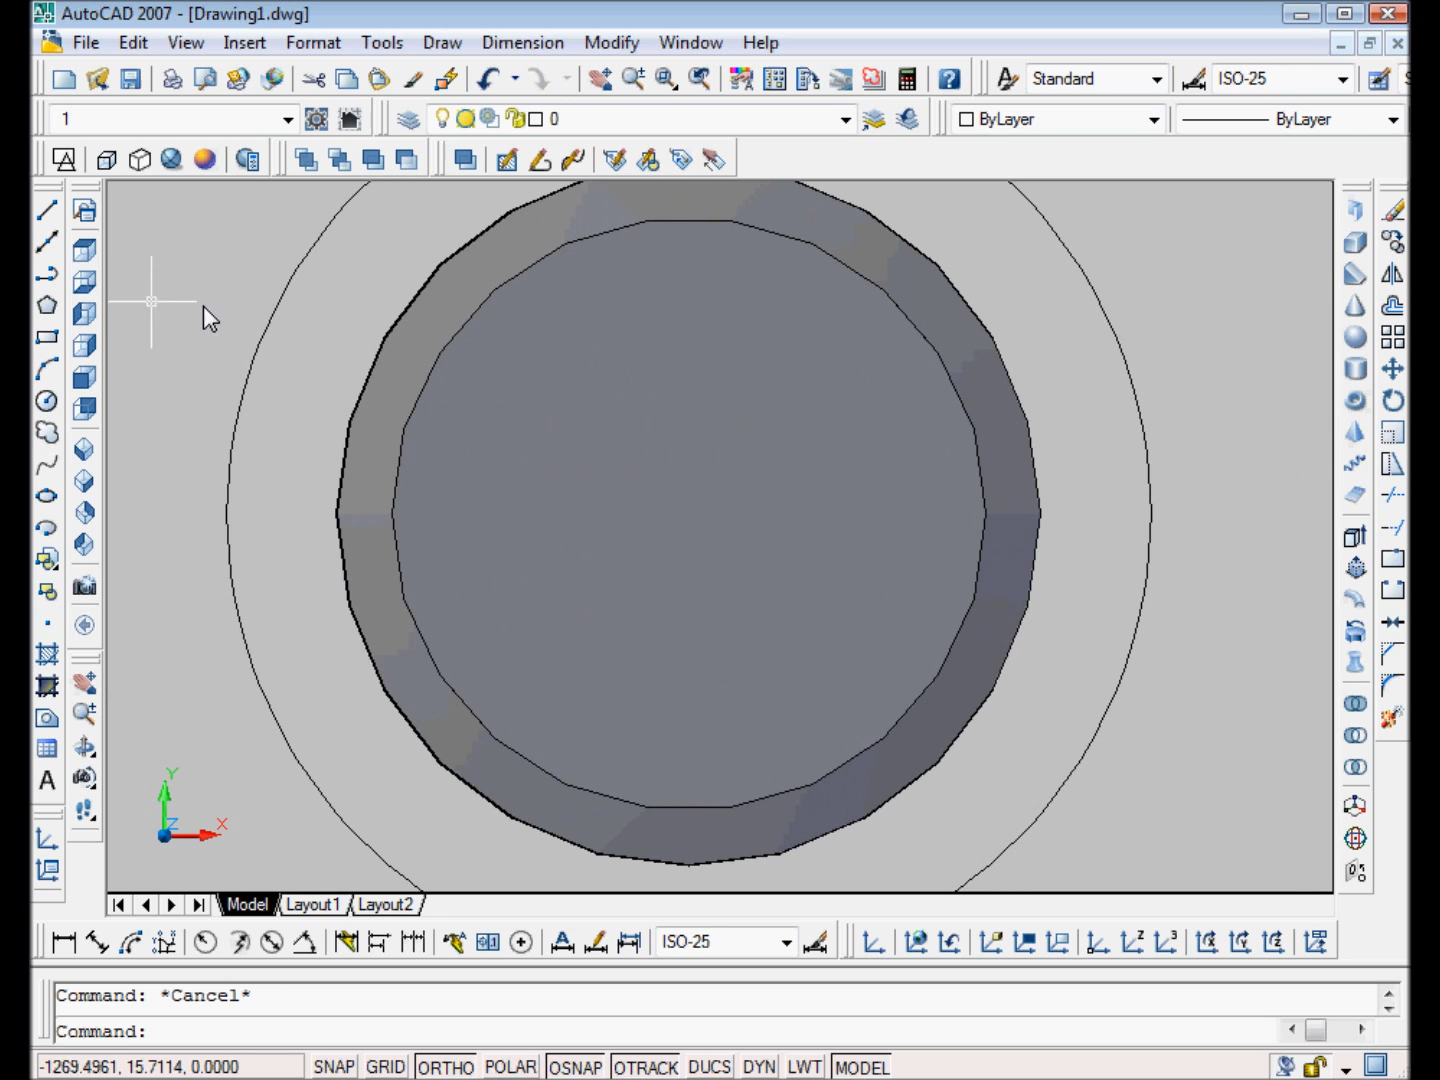 AutoCAD 2007 - [Drawing1.dwg]
File Edit View Insert Format Tools Draw Dimension Modify Window Help
Standard ISO-25
1 0 ByLayer ByLayer
Y
Z X
Model Layout1 Layout2
ISO-25
Command: *Cancel*
Command:
-1269.4961, 15.7114, 0.0000 SNAP GRID ORTHO POLAR OSNAP OTRACK DUCS DYN LWT MODEL